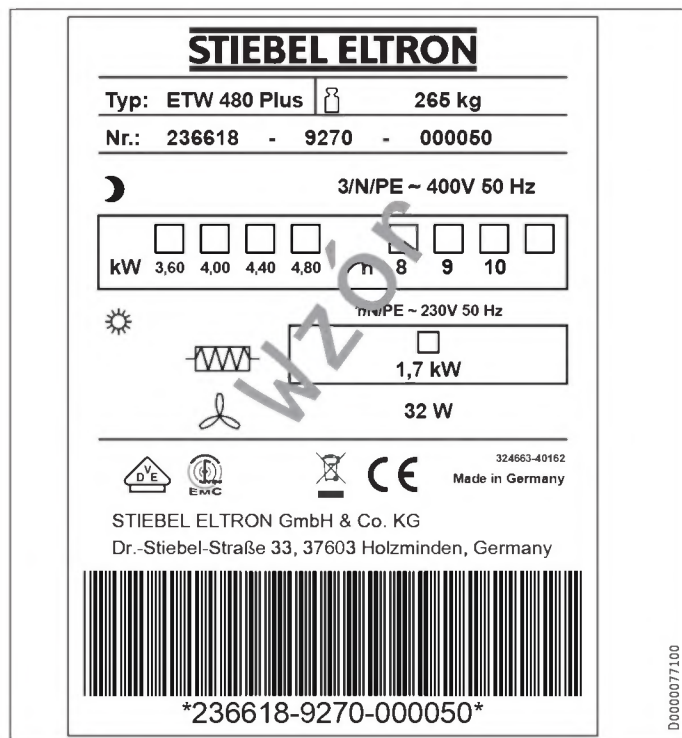 STIEBEL ELTRON
Typ: ETW 480 Plus 265 kg
Nr.: 236618 - 9270 - 000050
3/N/PE ~ 400V 50 Hz
kW 3,60 4,00 4,40 4,80 h 8 9 10
/N/PE ~ 230V 50 Hz
1,7 kW
32 W
Wzór
DVE
EMC
CE
324663-40162
Made in Germany
STIEBEL ELTRON GmbH & Co. KG
Dr.-Stiebel-Straße 33, 37603 Holzminden, Germany
*236618-9270-000050*
D0000077100